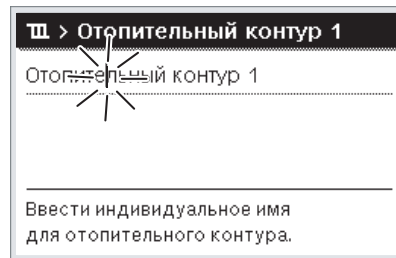 > Отопительный контур 1
Отопительный контур 1
Ввести индивидуальное имя
для отопительного контура.